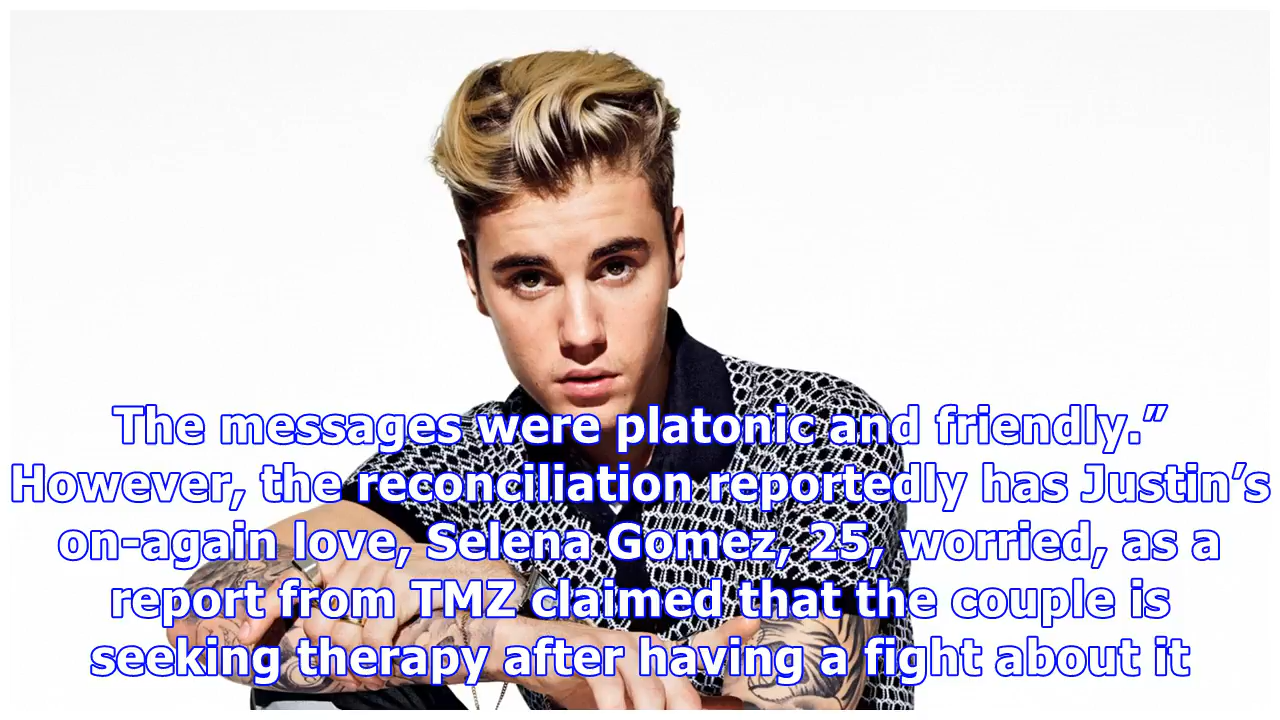 The messages were platonic and friendly.”
However, the reconciliation reportedly has Justin’s
on-again love, Selena Gomez, 25, worried, as a
report from TMZ claimed that the couple is
seeking therapy after having a fight about it